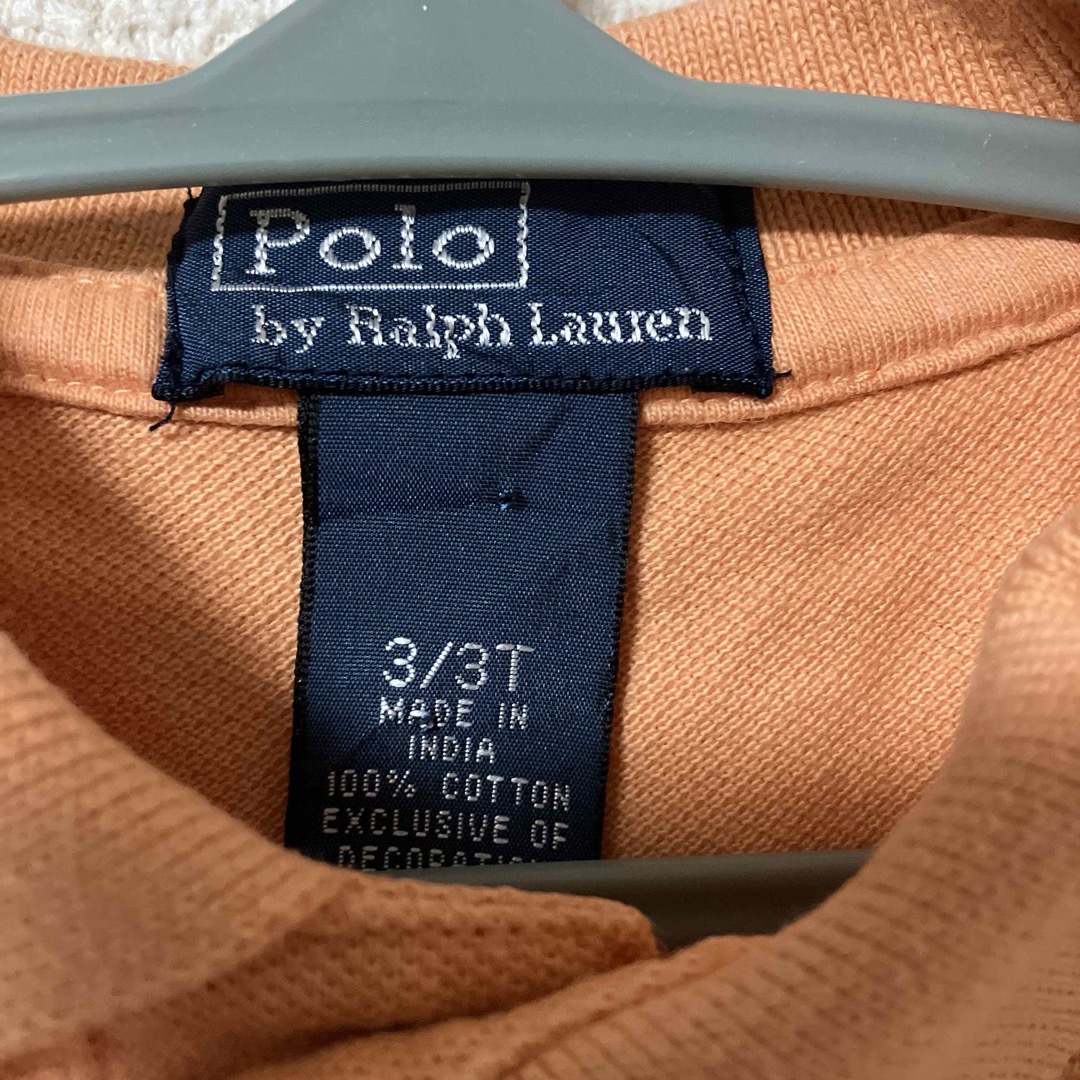 Polo
by Ralph Lauren
3/3T
MADE IN
INDIA
100% COTTON
EXCLUSIVE OF